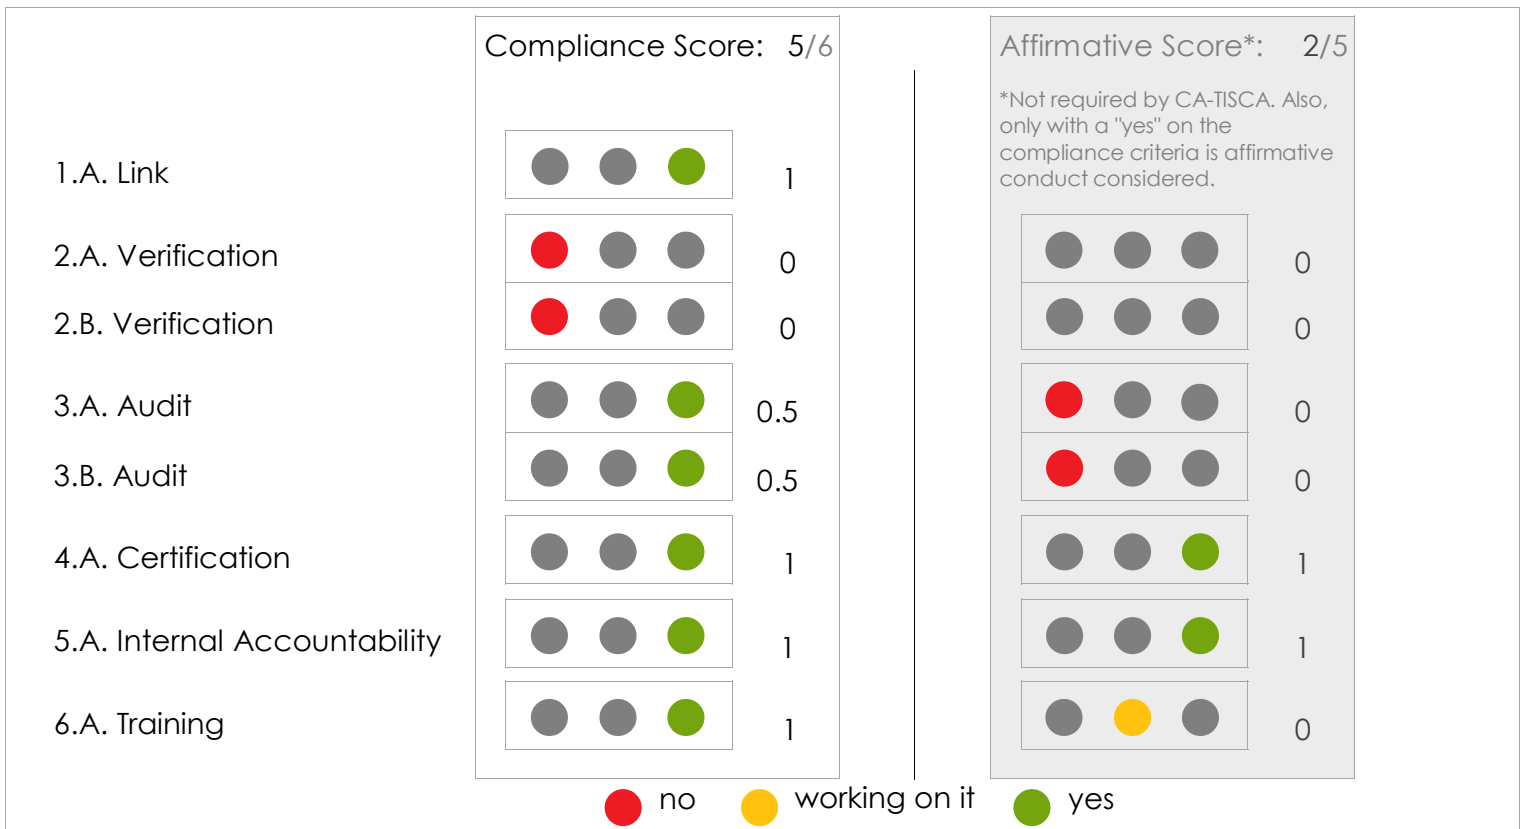 Compliance Score: 5/6
Affirmative Score*: 2/5
*Not required by CA-TISCA. Also,
only with a "yes" on the
compliance criteria is affirmative
conduct considered.
1.A. Link 1
2.A. Verification 0 0
2.B. Verification 0 0
3.A. Audit 0.5 0
3.B. Audit 0.5 0
4.A. Certification 1 1
5.A. Internal Accountability 1 1
6.A. Training 1 0
no working on it yes